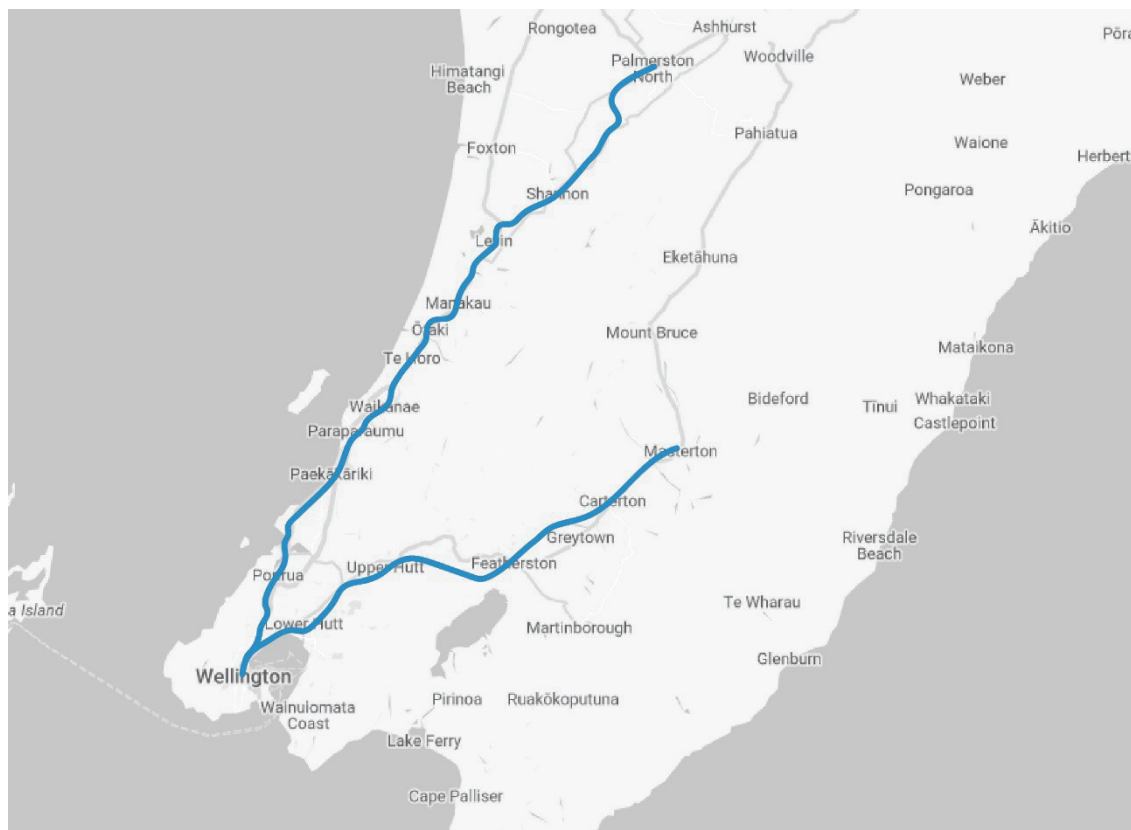 Rongotea
Ashhurst
Pōra
Woodville
Palmerston
North
Himatangi
Beach
Weber
Pahiatua
Waione
Foxton
Herbert
Shannon
Pongaroa
Ākitio
Levin
Eketāhuna
Manakau
Ōtaki
Mount Bruce
Mataikona
Te Horo
Bideford
Tīnui
Whakataki
Castlepoint
Waikanae
Paraparaumu
Masterton
Paekākāriki
Carterton
Greytown
Riversdale
Beach
Featherston
Upper Hutt
Porirua
Te Wharau
a Island
Lower Hutt
Martinborough
Glenburn
Wellington
Wainuiomata
Coast
Pirinoa
Ruakōkoputuna
Lake Ferry
Cape Palliser